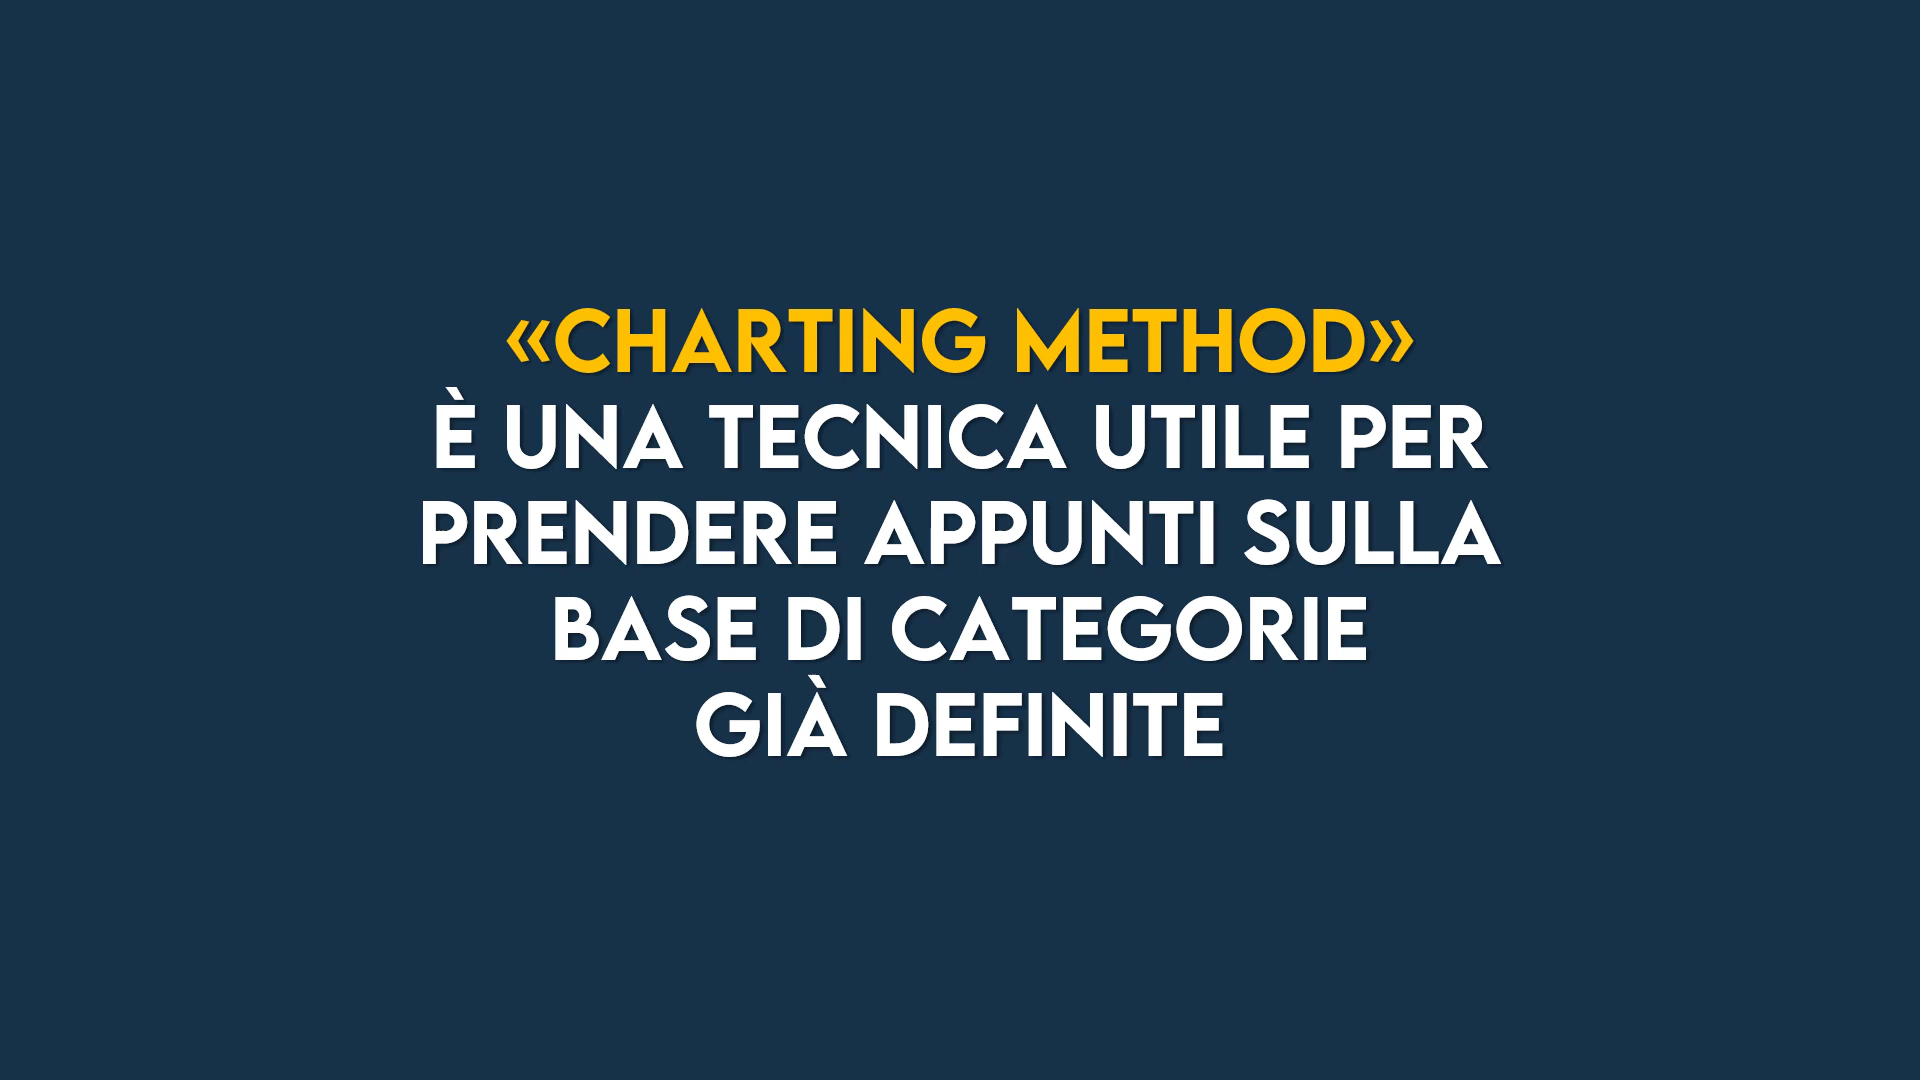 «CHARTING METHOD»
È UNA TECNICA UTILE PER
PRENDERE APPUNTI SULLA
BASE DI CATEGORIE
GIÀ DEFINITE